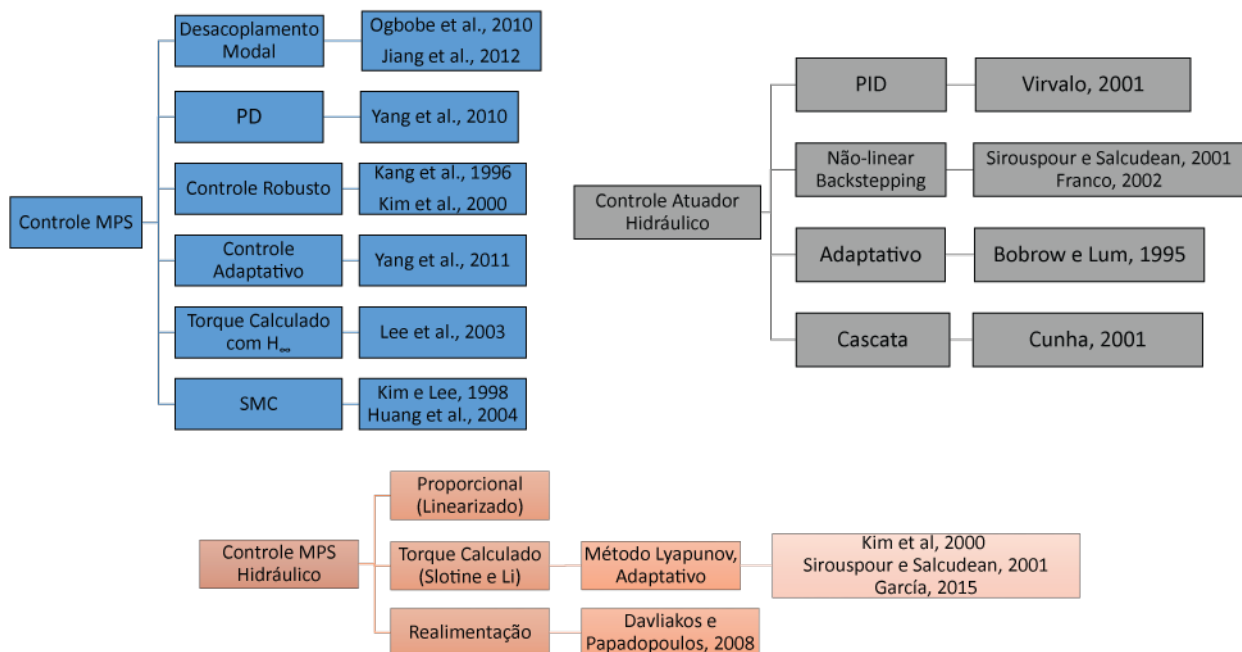 Controle MPS
Desacoplamento
Modal
Ogbobe et al., 2010
Jiang et al., 2012
PD
Yang et al., 2010
Controle Robusto
Kang et al., 1996
Kim et al., 2000
Controle
Adaptativo
Yang et al., 2011
Torque Calculado
com H∞
Lee et al., 2003
SMC
Kim e Lee, 1998
Huang et al., 2004
Controle Atuador
Hidráulico
PID
Virvalo, 2001
Não-linear
Backstepping
Sirouspour e Salcudean, 2001
Franco, 2002
Adaptativo
Bobrow e Lum, 1995
Cascata
Cunha, 2001
Controle MPS
Hidráulico
Proporcional
(Linearizado)
Torque Calculado
(Slotine e Li)
Método Lyapunov,
Adaptativo
Kim et al, 2000
Sirouspour e Salcudean, 2001
García, 2015
Realimentação
Davliakos e
Papadopoulos, 2008